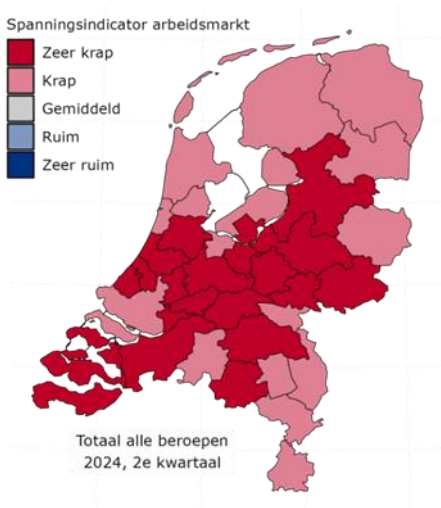 Spanningsindicator arbeidsmarkt
Zeer krap
Krap
Gemiddeld
Ruim
Zeer ruim
Totaal alle beroepen
2024, 2e kwartaal